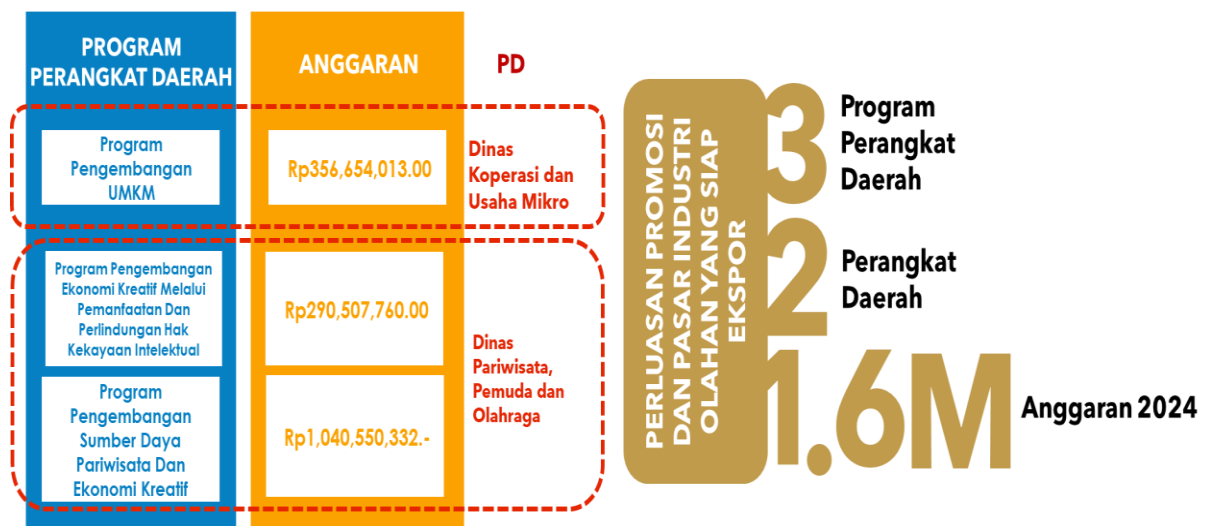 PROGRAM
PERANGKAT DAERAH
ANGGARAN
PD
Program
Pengembangan
UMKM
Rp356,654,013.00
Dinas
Koperasi dan
Usaha Mikro
Program Pengembangan
Ekonomi Kreatif Melalui
Pemanfaatan Dan
Perlindungan Hak
Kekayaan Intelektual
Rp290,507,760.00
Dinas
Pariwisata,
Pemuda dan
Olahraga
Program
Pengembangan
Sumber Daya
Pariwisata Dan
Ekonomi Kreatif
Rp1,040,550,332.-
PERLUASAN PROMOSI
DAN PASAR INDUSTRI
OLAHAN YANG SIAP
EKSPOR
3
Program
Perangkat
Daerah
2
Perangkat
Daerah
1.6M
Anggaran 2024